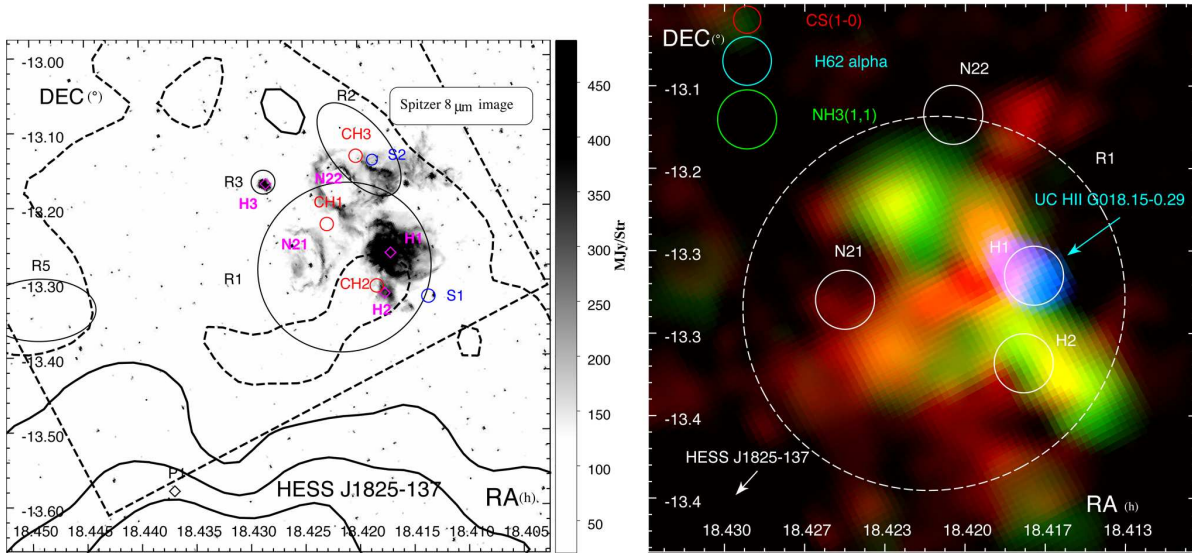 DEC(°)
Spitzer 8 μm image
R2
CH3
S2
N22
R3
H3
CH1
N21
H1
R1
CH2
H2
S1
R5
P1
HESS J1825-137
RA(h).
-13.00
-13.10
-13.20
-13.30
-13.40
-13.50
-13.60
18.450
18.445
18.440
18.435
18.430
18.425
18.420
18.415
18.410
18.405
450
400
350
300
250
200
150
100
50
MJy/Str
DEC(°)
CS(1-0)
H62 alpha
NH3(1,1)
N22
R1
UC HII G018.15-0.29
H1
N21
H2
HESS J1825-137
RA (h)
-13.1
-13.2
-13.2
-13.3
-13.3
-13.4
-13.4
18.430
18.427
18.423
18.420
18.417
18.413